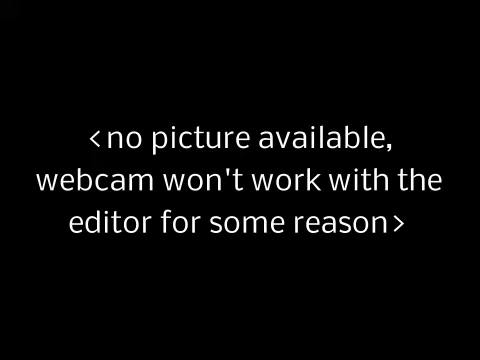 <no picture available,
webcam won't work with the
editor for some reason>